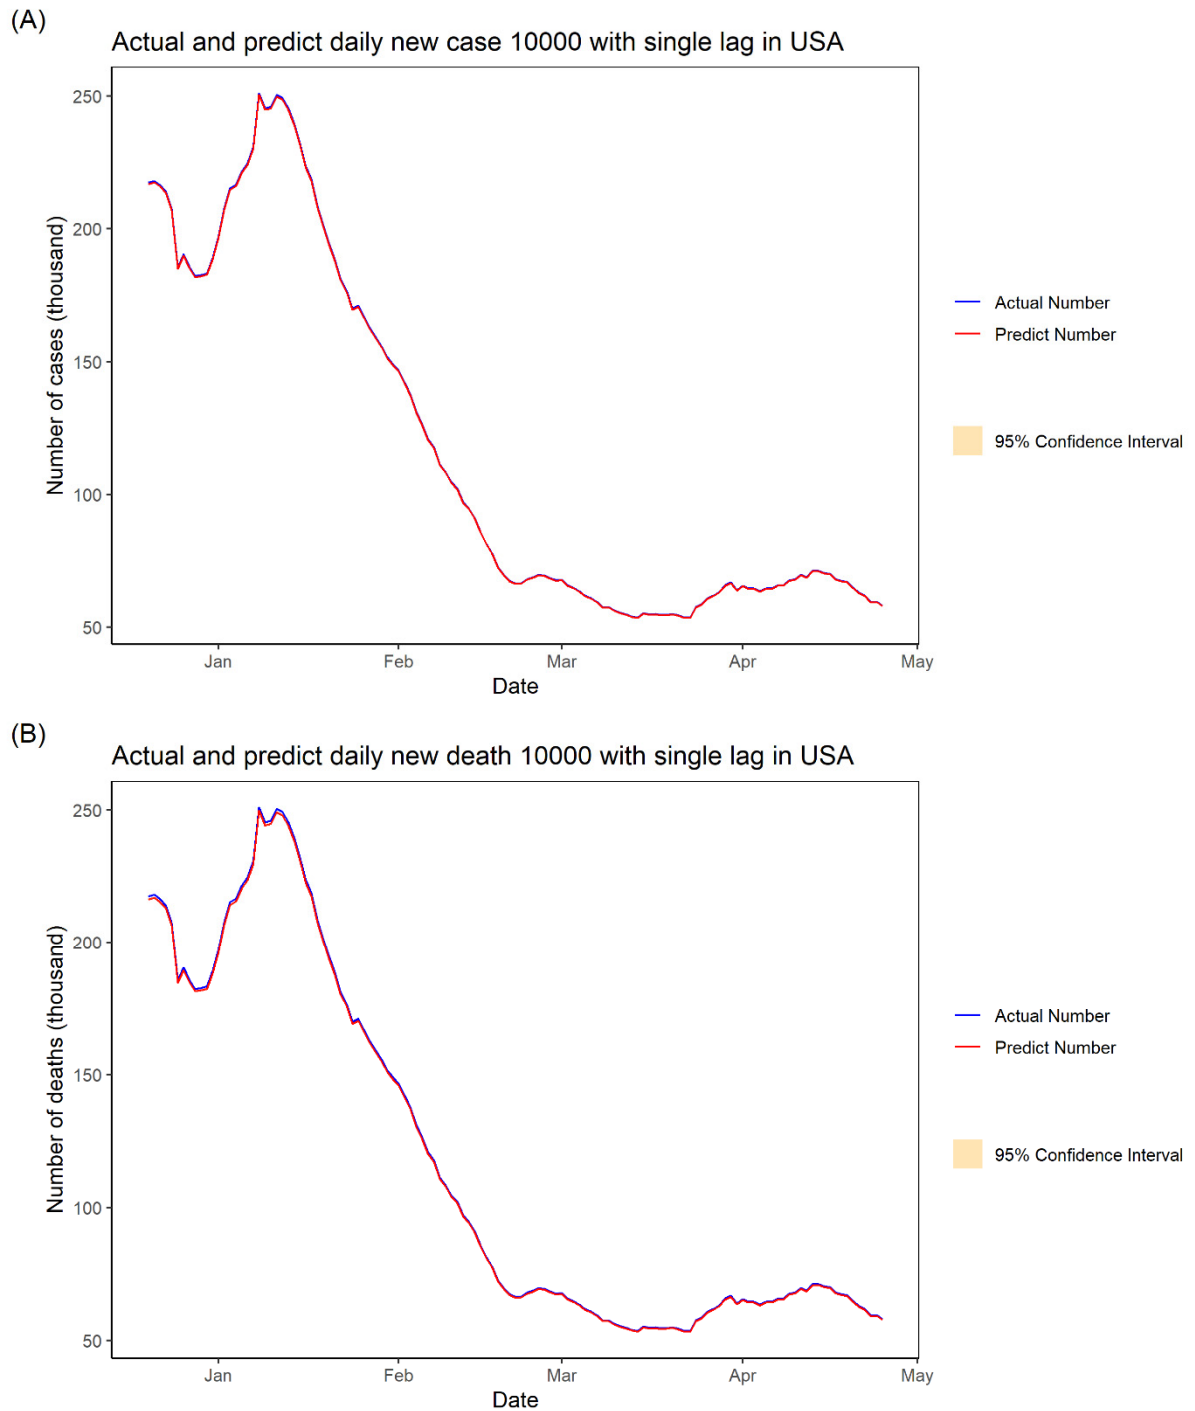 (A)
Actual and predict daily new case 10000 with single lag in USA
Number of cases (thousand)
250
200
150
100
50
Jan
Feb
Mar
Apr
May
Date
Actual Number
Predict Number
95% Confidence Interval
(B)
Actual and predict daily new death 10000 with single lag in USA
Number of deaths (thousand)
250
200
150
100
50
Jan
Feb
Mar
Apr
May
Date
Actual Number
Predict Number
95% Confidence Interval